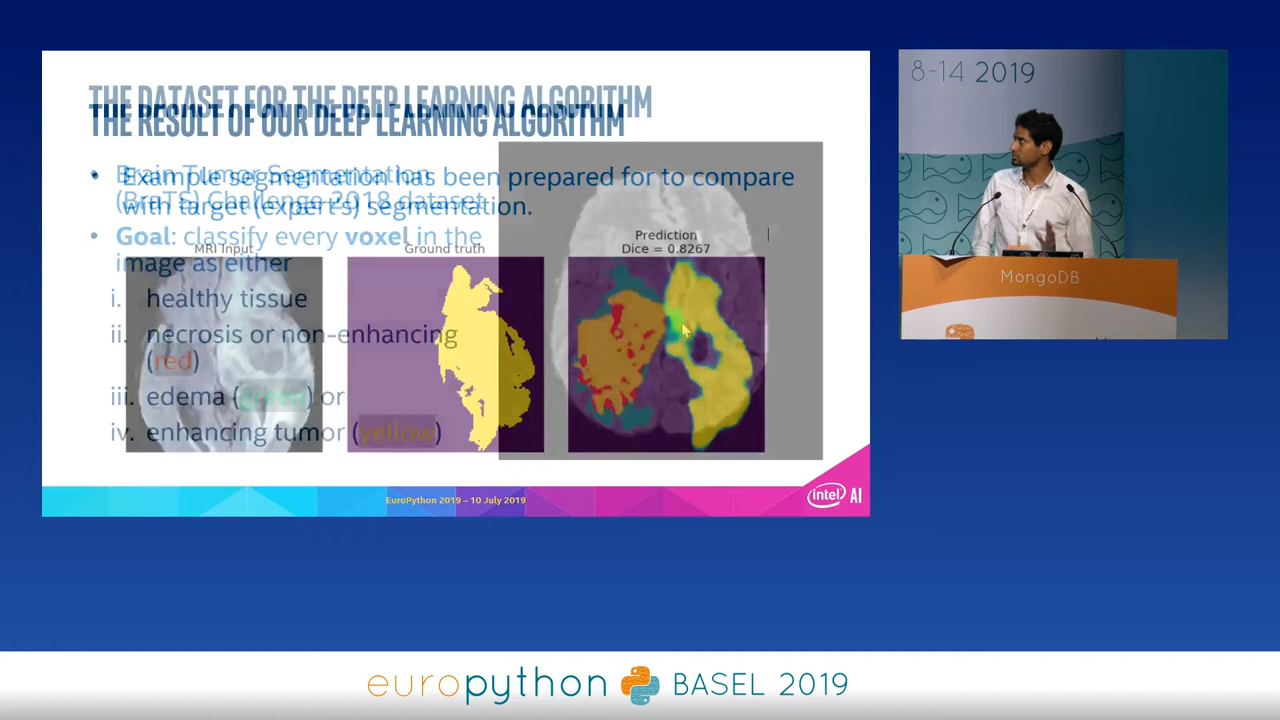 8-14 2019
THE DATASET FOR THE DEEP LEARNING ALGORITHM
THE RESULT OF OUR DEEP LEARNING ALGORITHM
• Brain Tumor Segmentation
(BraTS) Challenge 2018 dataset
• Example segmentation has been prepared for to compare
with target (expert's) segmentation.
• Goal: classify every voxel in the
image as either
i. healthy tissue
ii. necrosis or non-enhancing
(red)
iii. edema (green) or
iv. enhancing tumor (yellow)
MRI Input
Ground truth
Prediction
Dice = 0.8267
MongoDB
EuroPython 2019 – 10 July 2019
intel AI
europython BASEL 2019